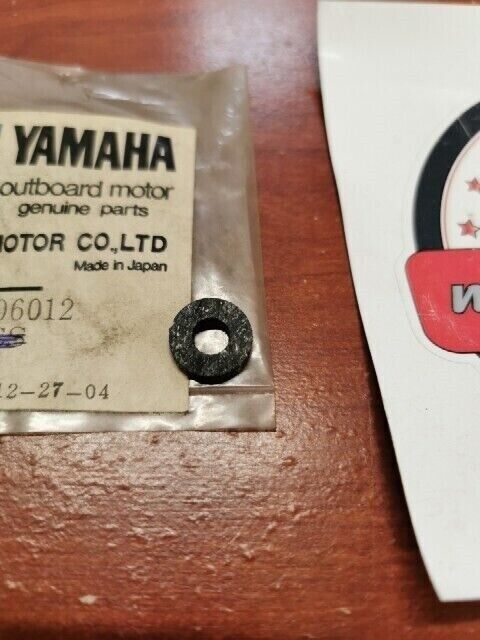 YAMAHA
outboard motor
genuine parts
MOTOR CO.,LTD
Made in Japan
06012
12-27-04